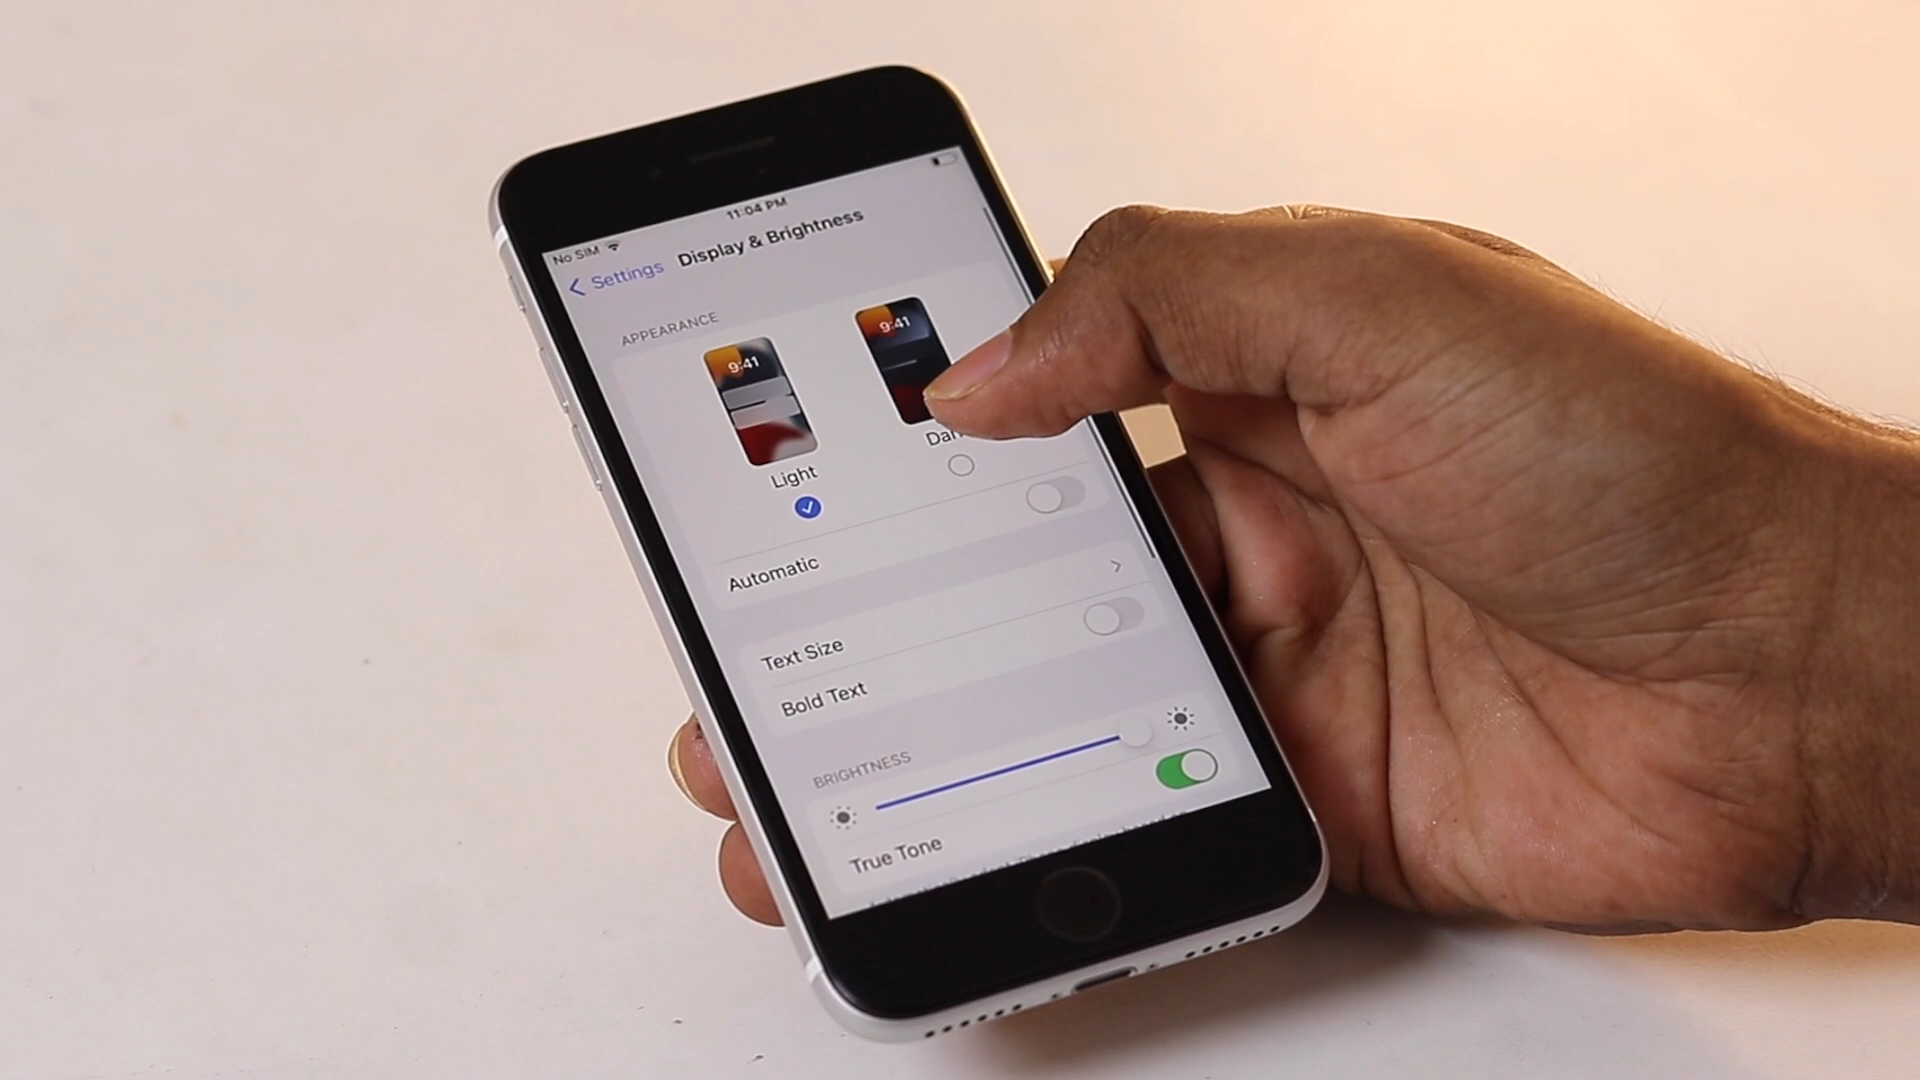 11:04 PM
No SIM
Settings
Display & Brightness
APPEARANCE
9:41
9:41
Light
Automatic
Text Size
Bold Text
BRIGHTNESS
True Tone